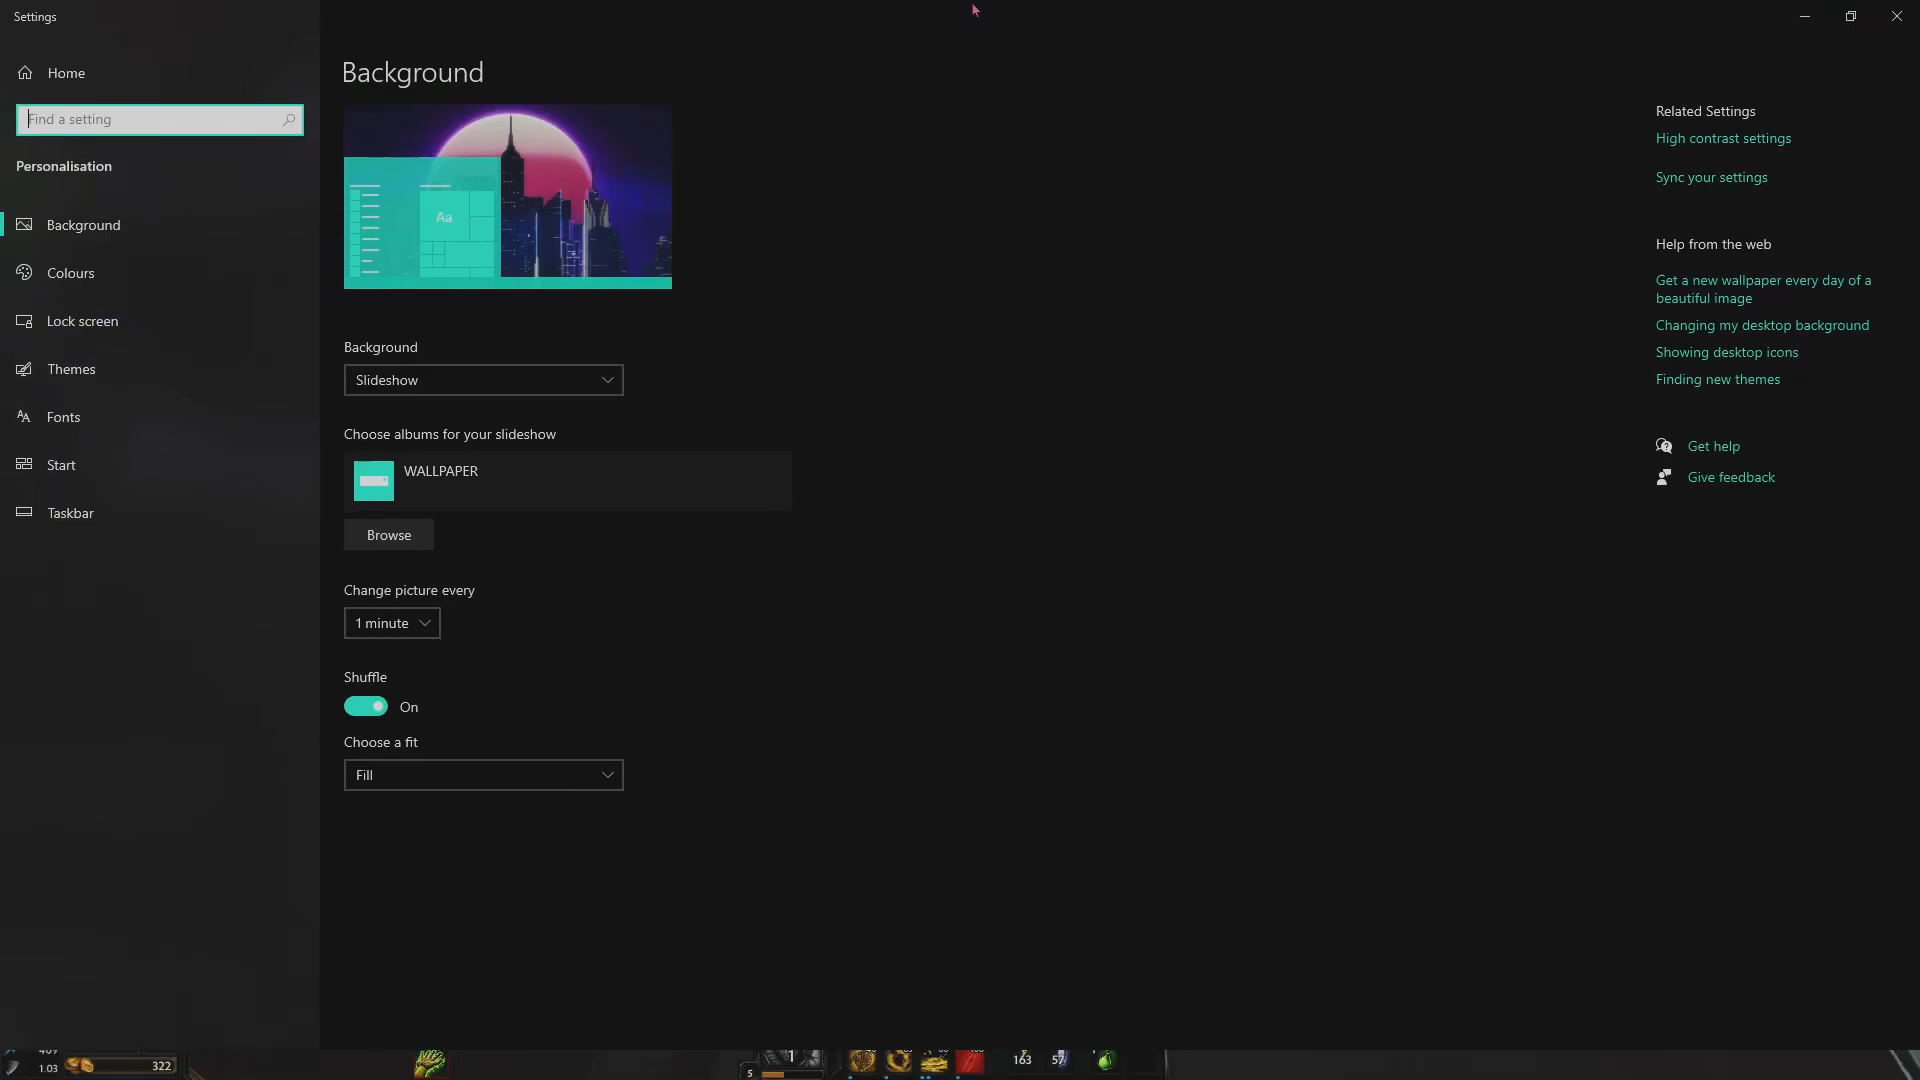 Settings
Home
Find a setting
Personalisation
Background
Colours
Lock screen
Themes
Fonts
Start
Taskbar
Background
Aa
Background
Slideshow
Choose albums for your slideshow
WALLPAPER
Browse
Change picture every
1 minute
Shuffle
On
Choose a fit
Fill
Related Settings
High contrast settings
Sync your settings
Help from the web
Get a new wallpaper every day of a
beautiful image
Changing my desktop background
Showing desktop icons
Finding new themes
Get help
Give feedback
1.03
322
1
5
163
57